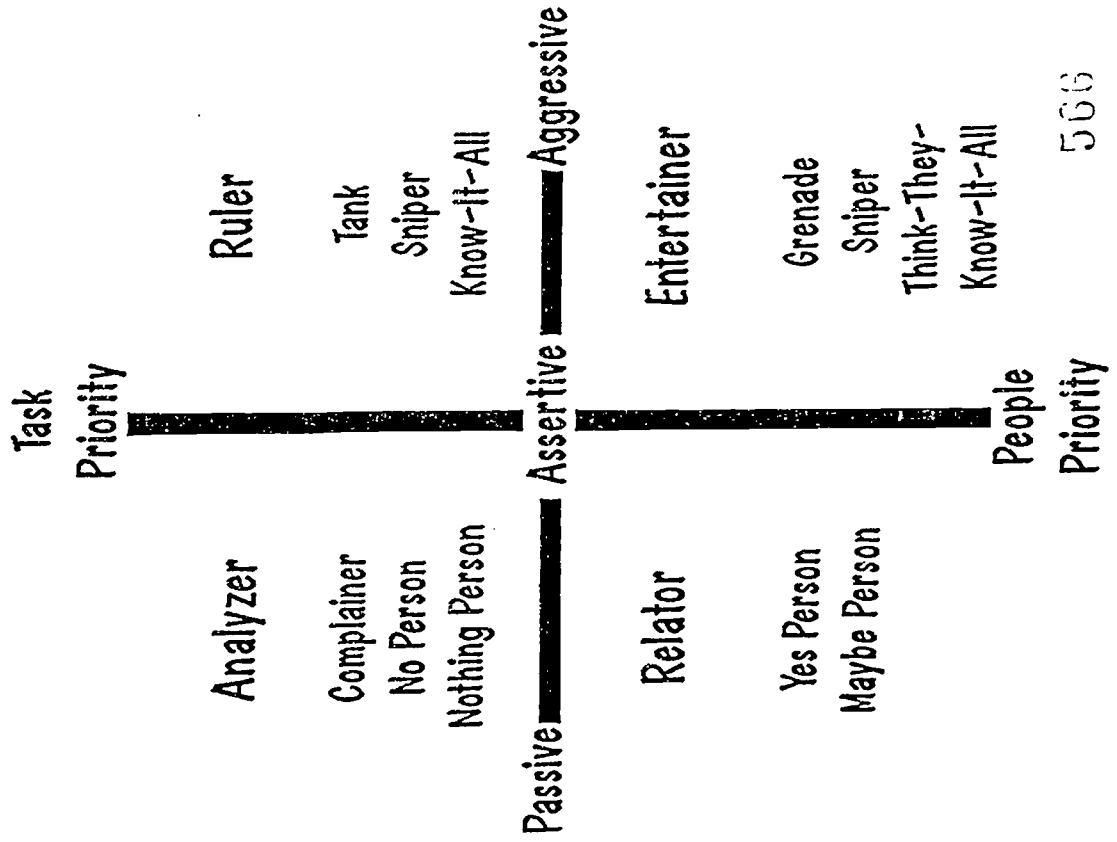 Task
Priority
Analyzer
Complainer
No Person
Nothing Person
Ruler
Tank
Sniper
Know-It-All
Passive
Assertive
Aggressive
Relator
Yes Person
Maybe Person
Entertainer
Grenade
Sniper
Think-They-
Know-It-All
People
Priority
566